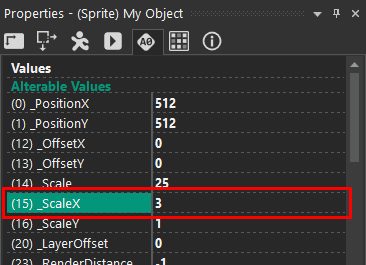 Properties - (Sprite) My Object
Values
Alterable Values
(0) _PositionX 512
(1) _PositionY 512
(12) _OffsetX 0
(13) _OffsetY 0
(14) _Scale 25
(15) _ScaleX 3
(16) _ScaleY 1
(20) _LayerOffset 0
(23) _RenderDistance -1